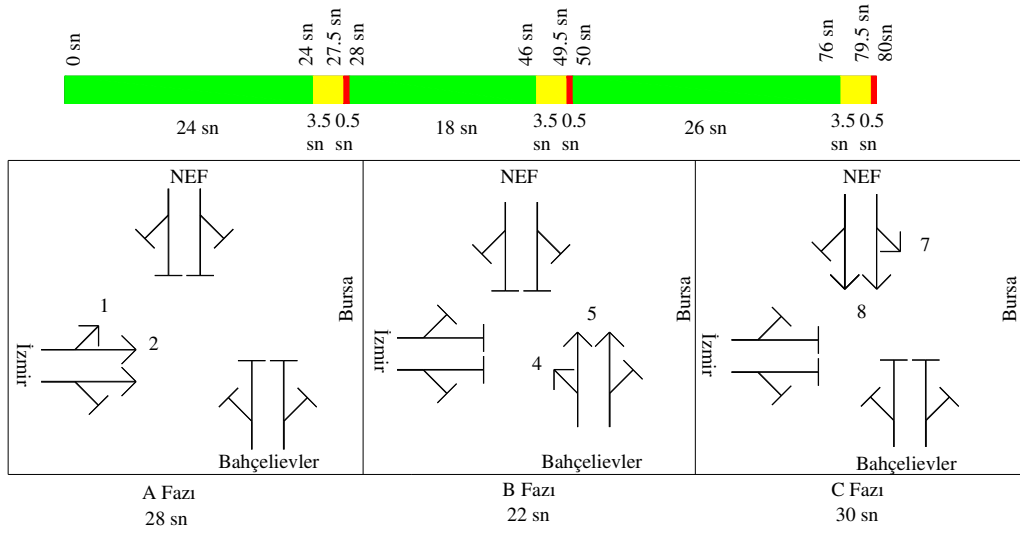 0 sn
24 sn
27.5 sn
28 sn
46 sn
49.5 sn
50 sn
76 sn
79.5 sn
80sn
24 sn
3.5 0.5
sn sn
18 sn
3.5 0.5
sn sn
26 sn
3.5 0.5
sn sn
NEF
1
2
İzmir
Bursa
Bahçelievler
NEF
5
4
İzmir
Bursa
Bahçelievler
NEF
7
8
İzmir
Bursa
Bahçelievler
A Fazı
28 sn
B Fazı
22 sn
C Fazı
30 sn